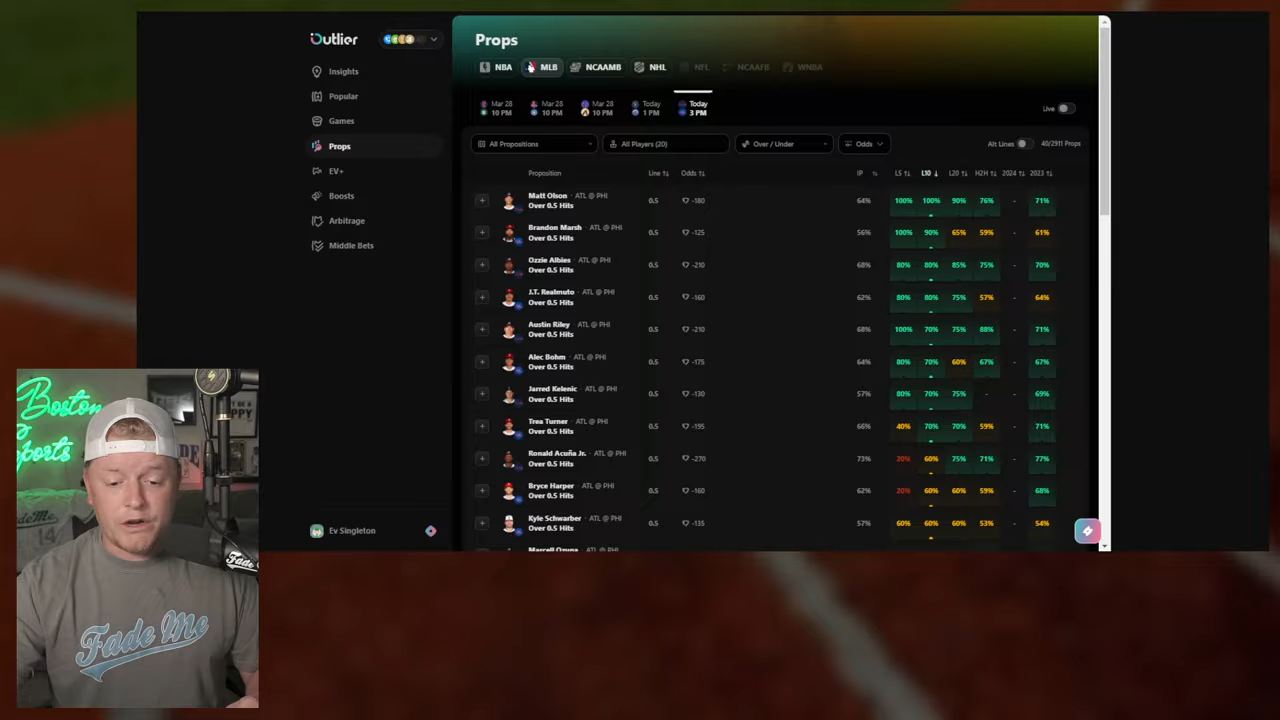 Outlier
Insights
Popular
Games
Props
EV+
Boosts
Arbitrage
Middle Bets
Ev Singleton
Props
NBA MLB NCAAMB NHL NFL NCAAFB WNBA
Mar 28 Mar 28 Mar 28 Today Today
10 PM 10 PM 10 PM 1 PM 3 PM
Live
All Propositions All Players (20) Over / Under Odds Alt Lines 40/2911 Props
Proposition Line Odds IP % L5 L10 L20 H2H 2024 2023
Matt Olson · ATL @ PHI
Over 0.5 Hits 0.5 -180 64% 100% 100% 90% 76% - 71%
Brandon Marsh · ATL @ PHI
Over 0.5 Hits 0.5 -125 56% 100% 90% 65% 59% - 61%
Ozzie Albies · ATL @ PHI
Over 0.5 Hits 0.5 -210 68% 80% 80% 85% 75% - 70%
J.T. Realmuto · ATL @ PHI
Over 0.5 Hits 0.5 -160 62% 80% 80% 75% 57% - 64%
Austin Riley · ATL @ PHI
Over 0.5 Hits 0.5 -210 68% 100% 70% 75% 88% - 71%
Alec Bohm · ATL @ PHI
Over 0.5 Hits 0.5 -175 64% 80% 70% 60% 67% - 67%
Jarred Kelenic · ATL @ PHI
Over 0.5 Hits 0.5 -130 57% 80% 70% 75% - - 69%
Trea Turner · ATL @ PHI
Over 0.5 Hits 0.5 -195 66% 40% 70% 70% 59% - 71%
Ronald Acuña Jr. · ATL @ PHI
Over 0.5 Hits 0.5 -270 73% 20% 60% 75% 71% - 77%
Bryce Harper · ATL @ PHI
Over 0.5 Hits 0.5 -160 62% 20% 60% 60% 59% - 68%
Kyle Schwarber · ATL @ PHI
Over 0.5 Hits 0.5 -135 57% 60% 60% 60% 53% - 54%
Marcell Ozuna · ATL @ PHI
Boston
Sports
Fade Me
14
Fade Me